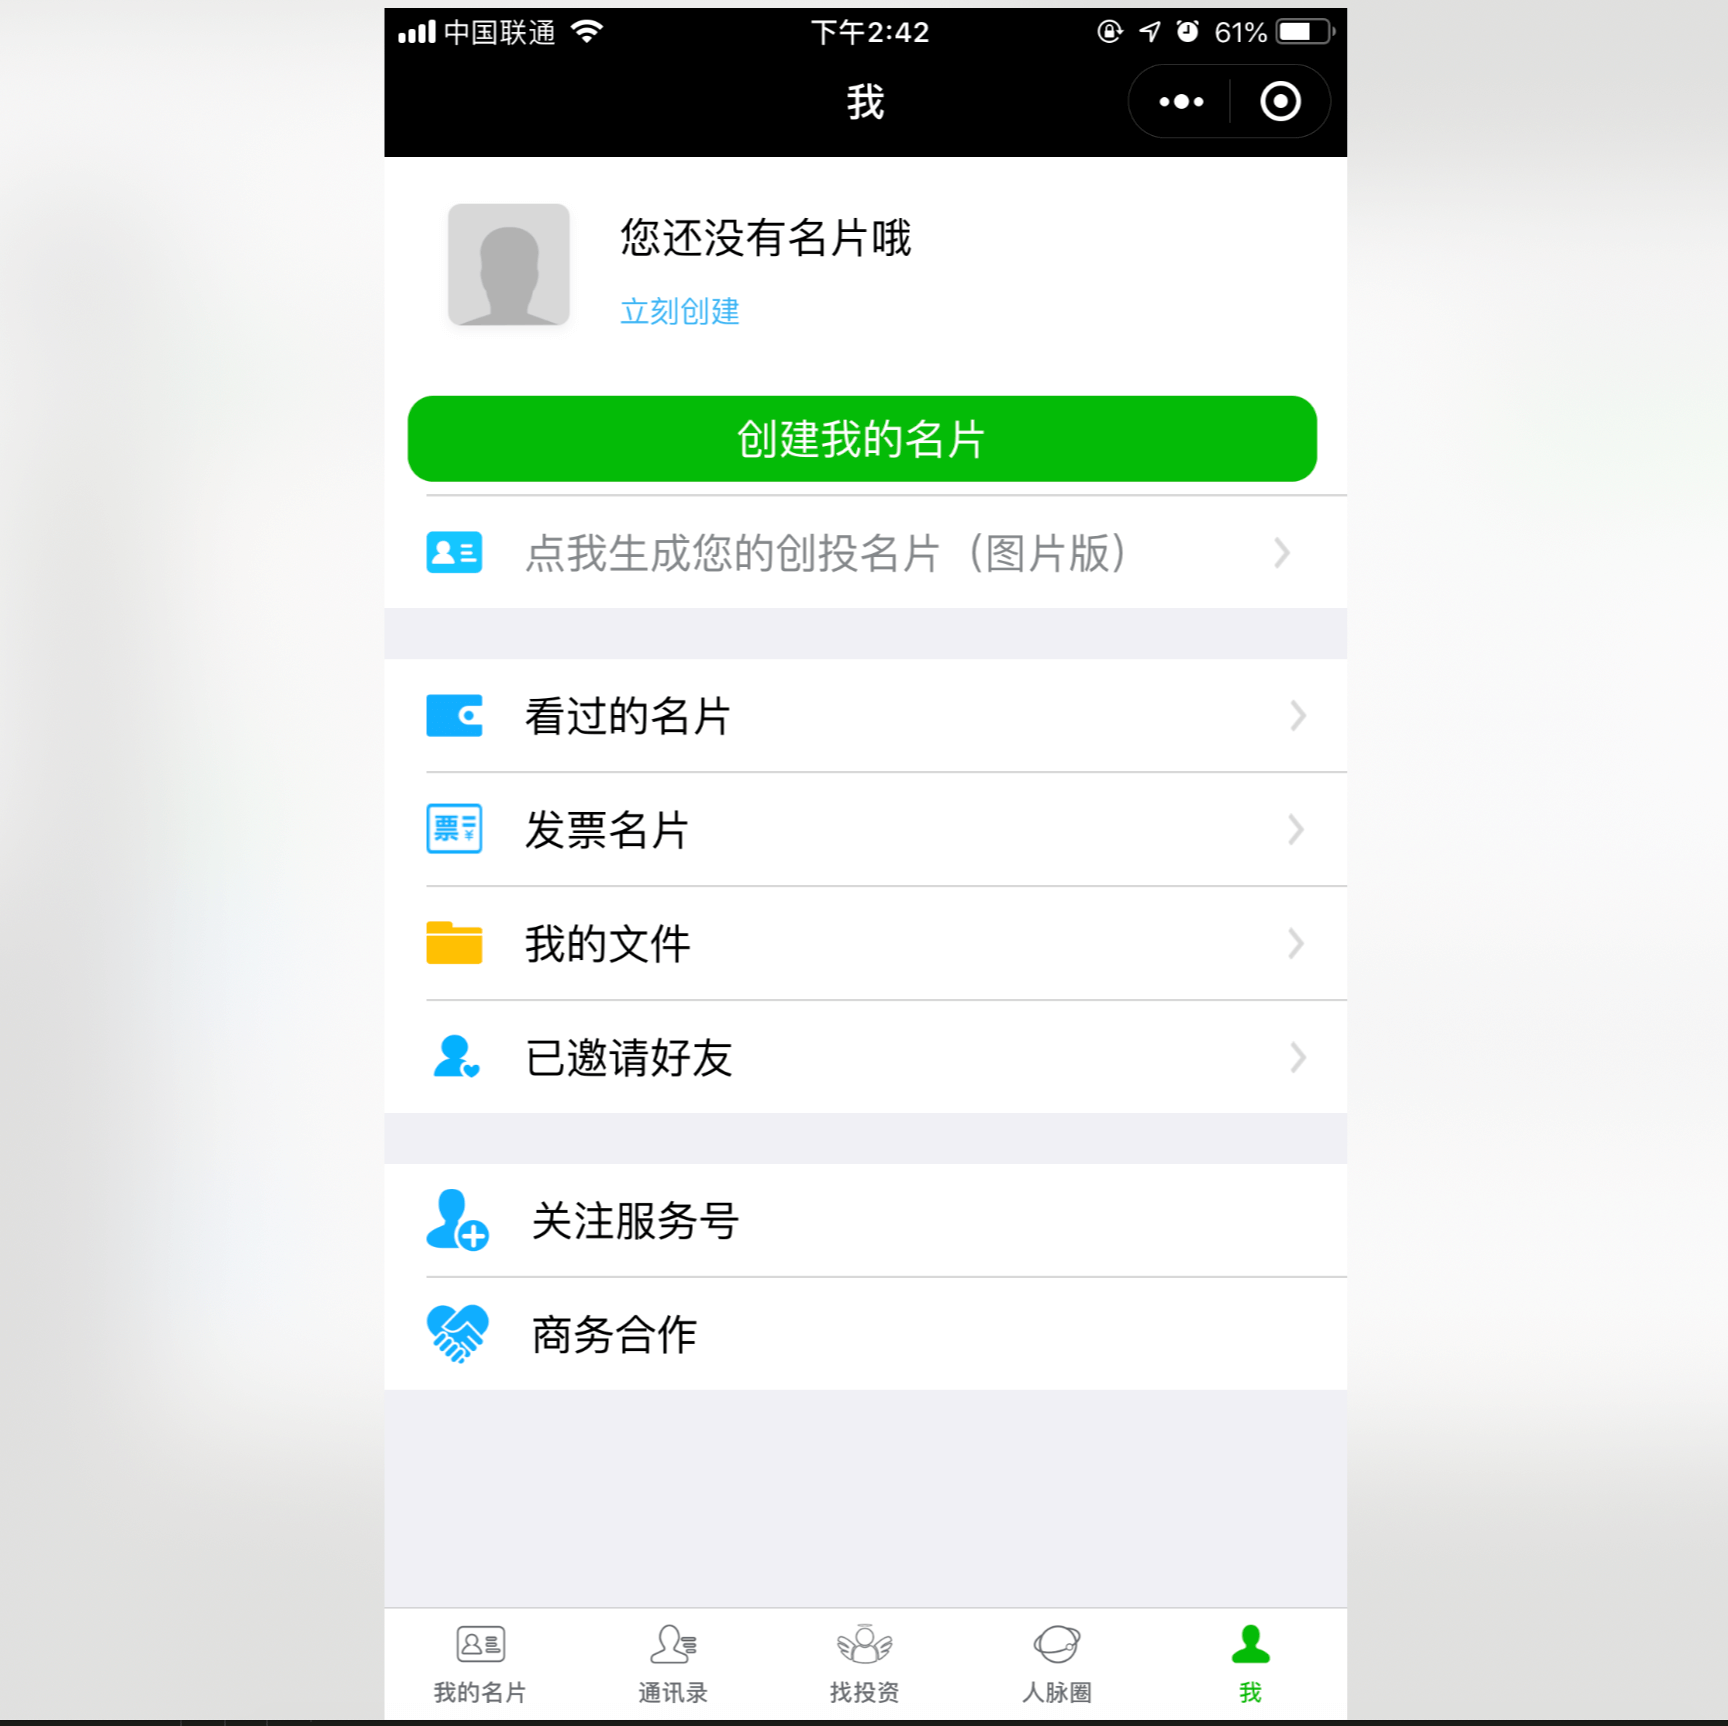 中国联通
下午2:42
61%
我
您还没有名片哦
立刻创建
创建我的名片
点我生成您的创投名片（图片版）
看过的名片
票
¥
发票名片
我的文件
已邀请好友
关注服务号
商务合作
我的名片
通讯录
找投资
人脉圈
我